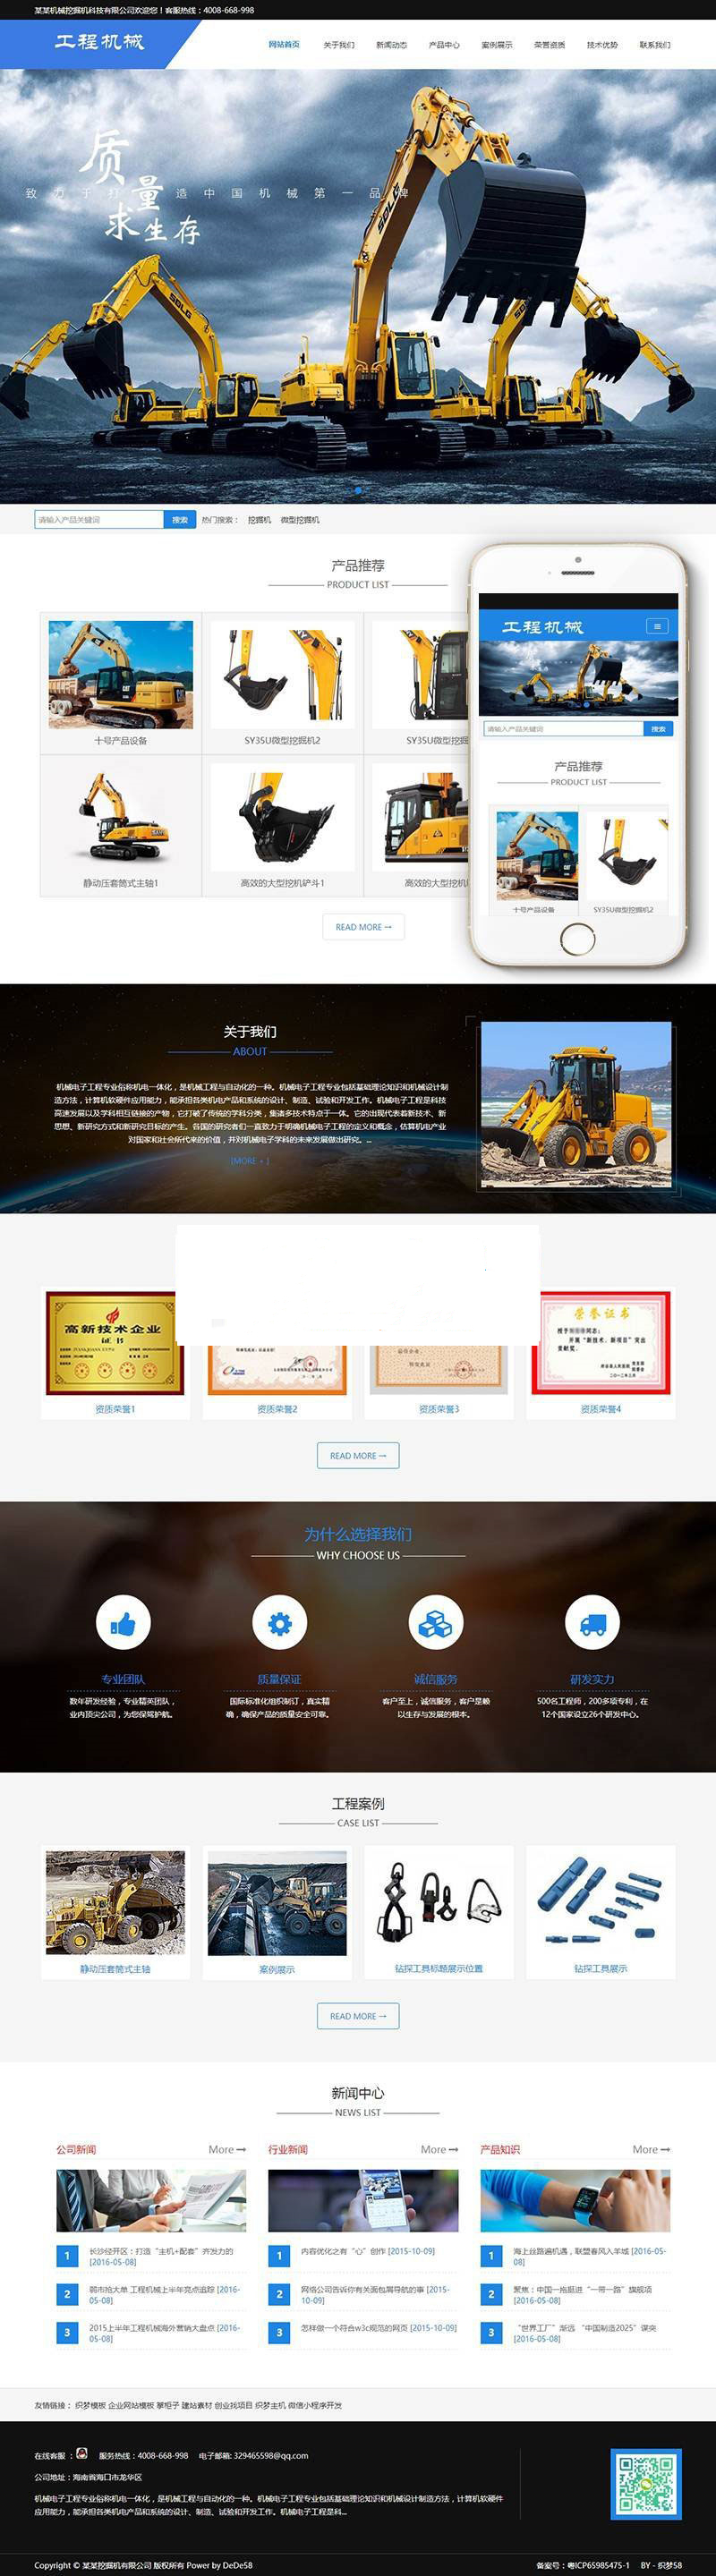 某某机械挖掘机科技有限公司欢迎您！客服热线：4008-668-998
工程机械
网站首页 关于我们 新闻动态 产品中心 案例展示 荣誉资质 技术优势 联系我们
质量
求生存
致力于打造中国机械第一品牌
SDLG
SDLG
请输入产品关键词 搜索 热门搜索： 挖掘机 微型挖掘机
产品推荐
PRODUCT LIST
十号产品设备 SY35U微型挖掘机2 SY35U微型挖掘
静动压套筒式主轴1 高效的大型挖机铲斗1 高效的大型挖机
READ MORE →
工程机械
请输入产品关键词 搜索
产品推荐
PRODUCT LIST
十号产品设备 SY35U微型挖掘机2
关于我们
ABOUT
机械电子工程专业俗称机电一体化，是机械工程与自动化的一种。机械电子工程专业包括基础理论知识和机械设计制
造方法，计算机软硬件应用能力，能承担各类机电产品和系统的设计、制造、试验和开发工作。机械电子工程是科技
高速发展以及学科相互链接的产物，它打破了传统的学科分类，集诸多技术特点于一体。它的出现代表着新技术、新
思想、新研究方式和新研究目标的产生。各国的研究者们一直致力于明确机械电子工程的定义和概念，估算机电产业
对国家和社会所代来的价值，并对机械电子学科的未来发展做出研究。...
[MORE + ]
高新技术企业
证书
荣誉证书
资质荣誉1 资质荣誉2 资质荣誉3 资质荣誉4
READ MORE →
为什么选择我们
WHY CHOOSE US
专业团队 质量保证 诚信服务 研发实力
数年研发经验，专业精英团队， 国际标准化组织制订，真实精 客户至上，诚信服务，客户是赖 500名工程师，200多项专利，在
业内顶尖公司，为您保驾护航。 确，确保产品的质量安全可靠。 以生存与发展的根本。 12个国家设立26个研发中心。
工程案例
CASE LIST
静动压套筒式主轴 案例展示 钻探工具标题展示位置 钻探工具展示
READ MORE →
新闻中心
NEWS LIST
公司新闻 More
1 长沙经开区：打造“主机+配套”齐发力的
[2016-05-08]
2 弱市抢大单 工程机械上半年亮点追踪 [2016-
05-08]
3 2015上半年工程机械海外营销大盘点 [2016-
05-08]
行业新闻 More
1 内容优化之有“心”创作 [2015-10-09]
2 网络公司告诉你有关面包屑导航的事 [2015-
10-09]
3 怎样做一个符合w3c规范的网页 [2015-10-09]
产品知识 More
1 海上丝路遍机遇，联盟春风入羊城 [2016-05-
08]
2 聚焦：中国一拖挺进“一带一路”旗舰项
[2016-05-08]
3 “世界工厂”渐远 “中国制造2025”谋突
[2016-05-08]
友情链接： 织梦模板 企业网站模板 掌柜子 建站素材 创业找项目 织梦主机 微信小程序开发
在线客服 ： 服务热线：4008-668-998 电子邮箱: 329465598@qq.com
公司地址：海南省海口市龙华区
机械电子工程专业俗称机电一体化，是机械工程与自动化的一种。机械电子工程专业包括基础理论知识和机械设计制造方法，计算机软硬件
应用能力，能承担各类机电产品和系统的设计、制造、试验和开发工作。机械电子工程是科...
Copyright © 某某挖掘机有限公司 版权所有 Power by DeDe58 备案号：粤ICP65985475-1 BY - 织梦58